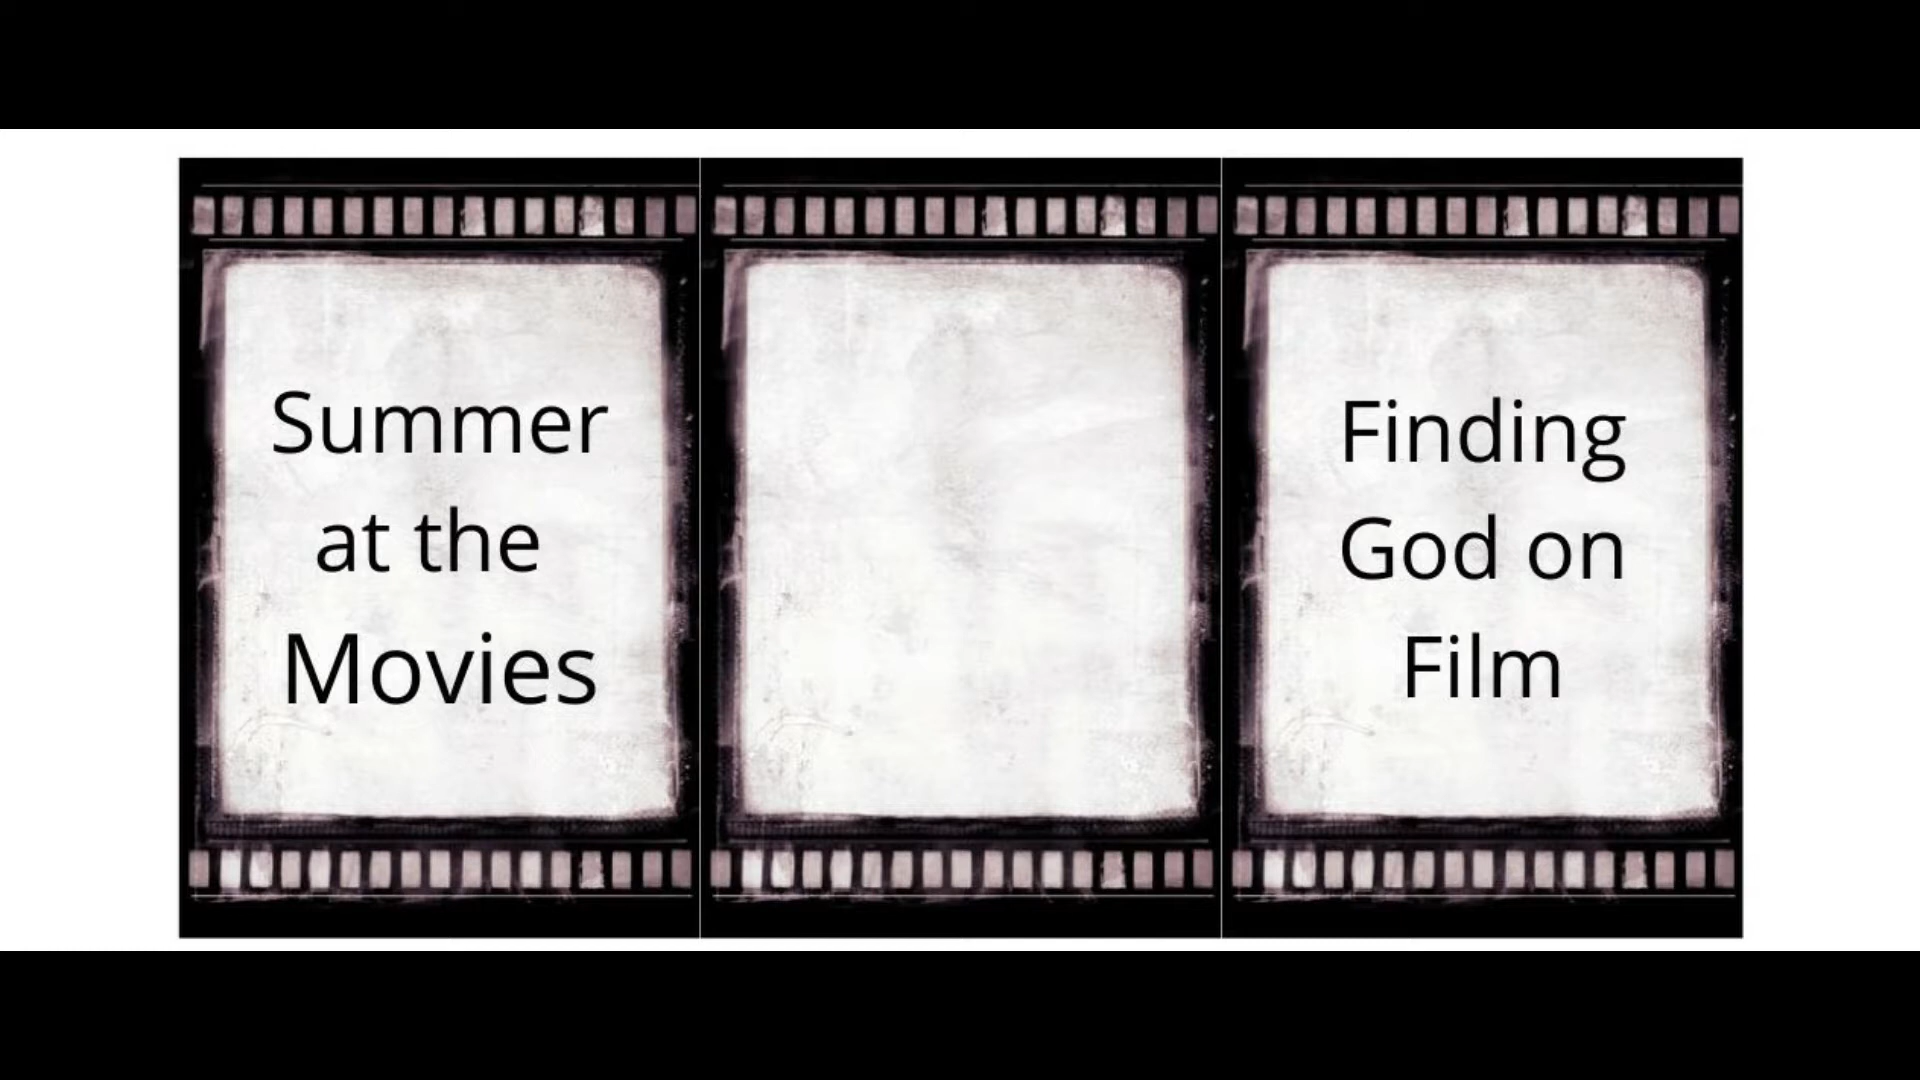 Summer
at the
Movies
Finding
God on
Film